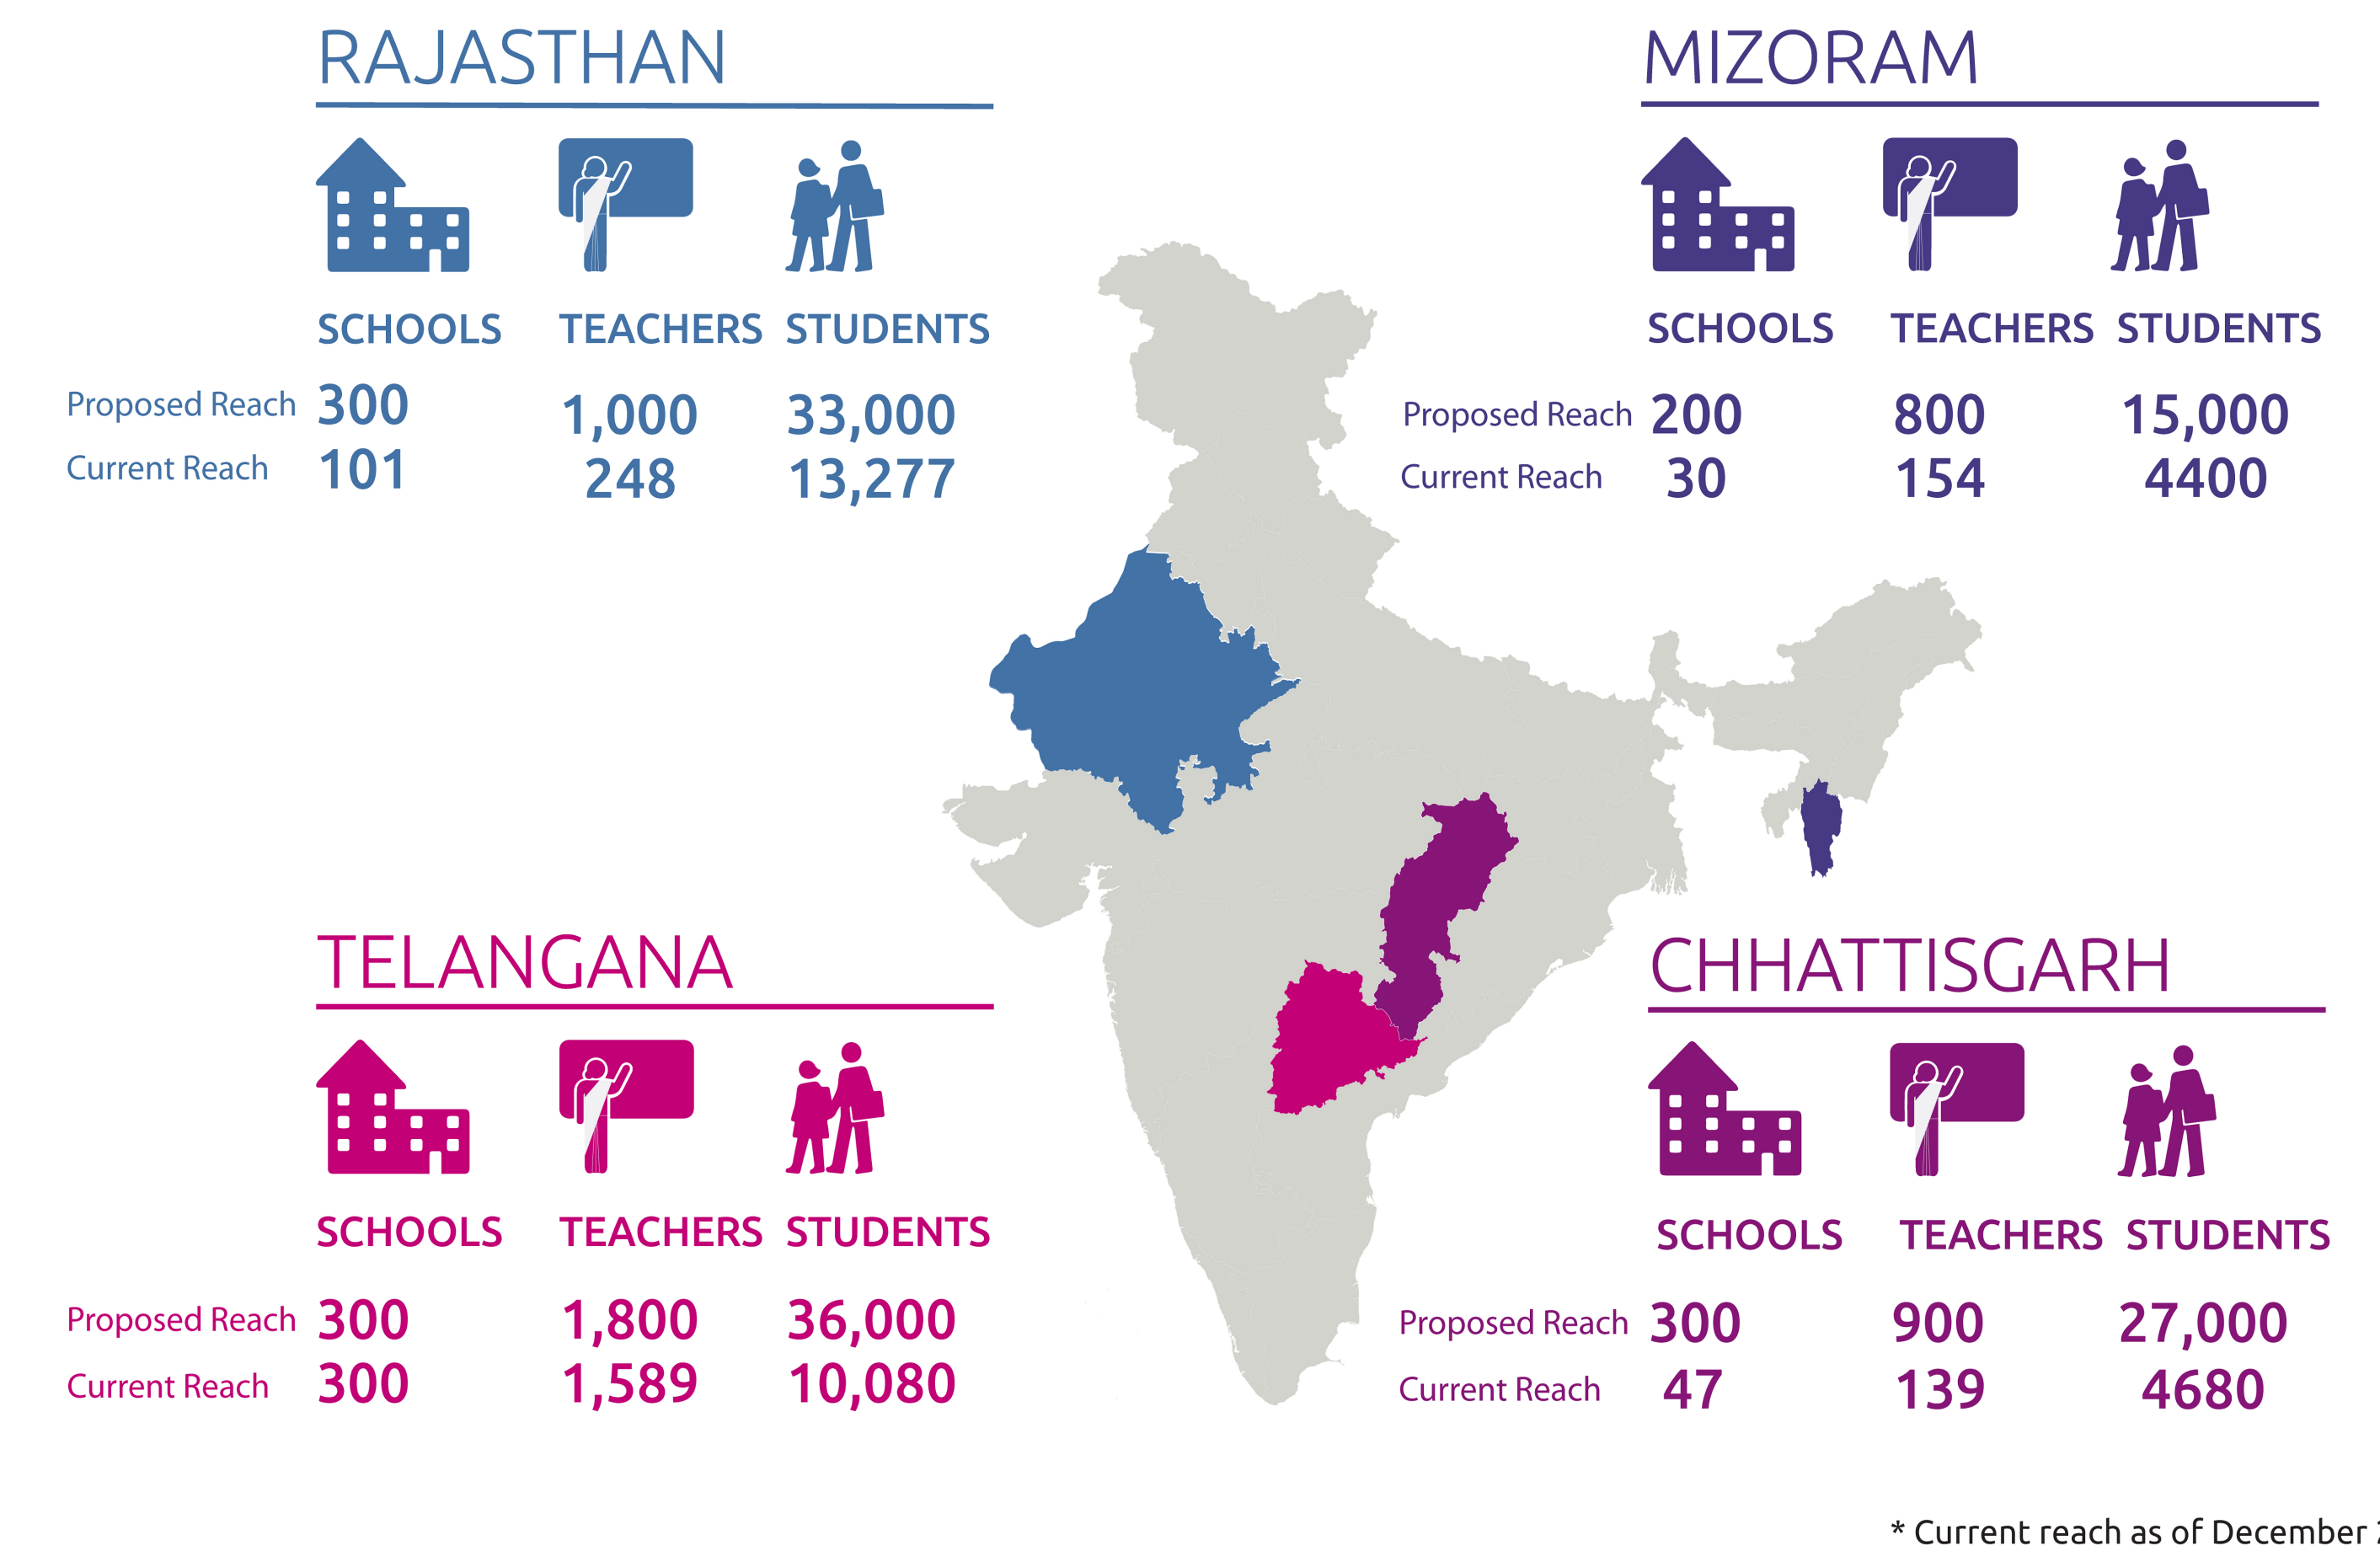 RAJASTHAN
SCHOOLS TEACHERS STUDENTS
Proposed Reach 300 1,000 33,000
Current Reach 101 248 13,277
MIZORAM
SCHOOLS TEACHERS STUDENTS
Proposed Reach 200 800 15,000
Current Reach 30 154 4400
TELANGANA
SCHOOLS TEACHERS STUDENTS
Proposed Reach 300 1,800 36,000
Current Reach 300 1,589 10,080
CHHATTISGARH
SCHOOLS TEACHERS STUDENTS
Proposed Reach 300 900 27,000
Current Reach 47 139 4680
* Current reach as of December